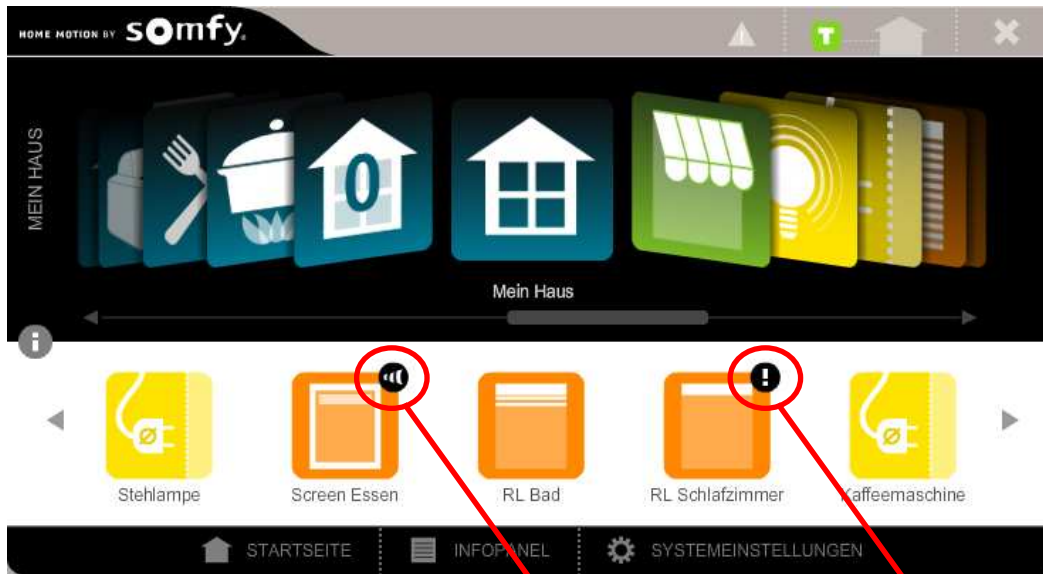 HOME MOTION BY somfy.
T
MEIN HAUS
0
Mein Haus
i
!
Stehlampe
Screen Essen
RL Bad
RL Schlafzimmer
Kaffeemaschine
STARTSEITE
INFOPANEL
SYSTEMEINSTELLUNGEN